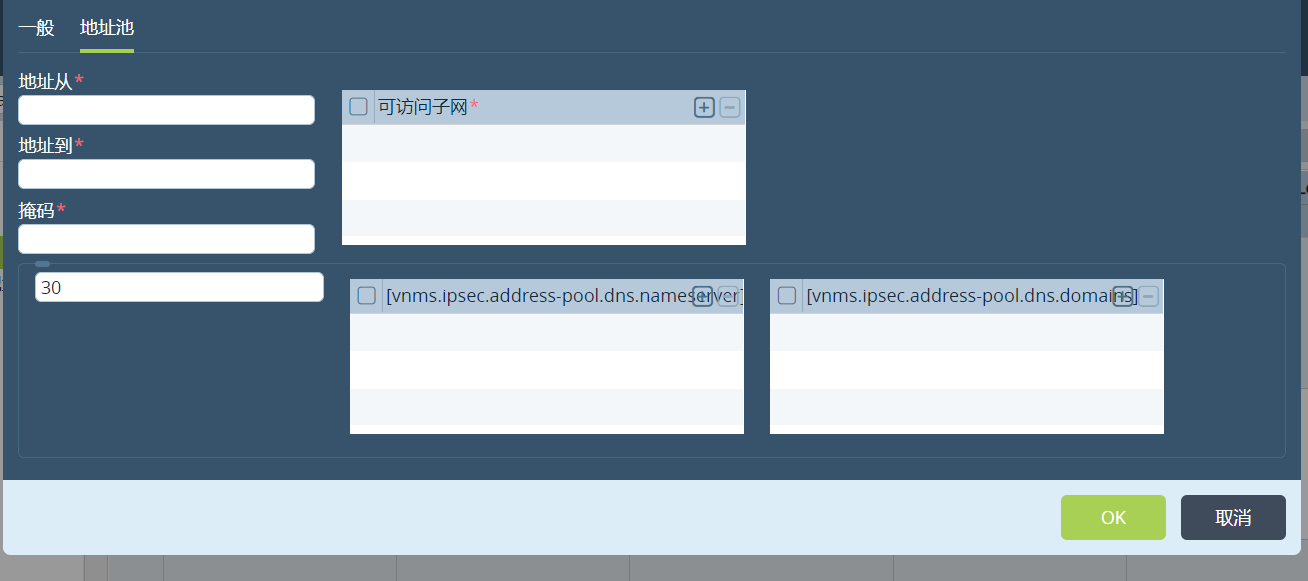 一般 地址池
地址从*
可访问子网*
地址到*
掩码*
30
[vnms.ipsec.address-pool.dns.nameserver]
[vnms.ipsec.address-pool.dns.domains]
OK
取消